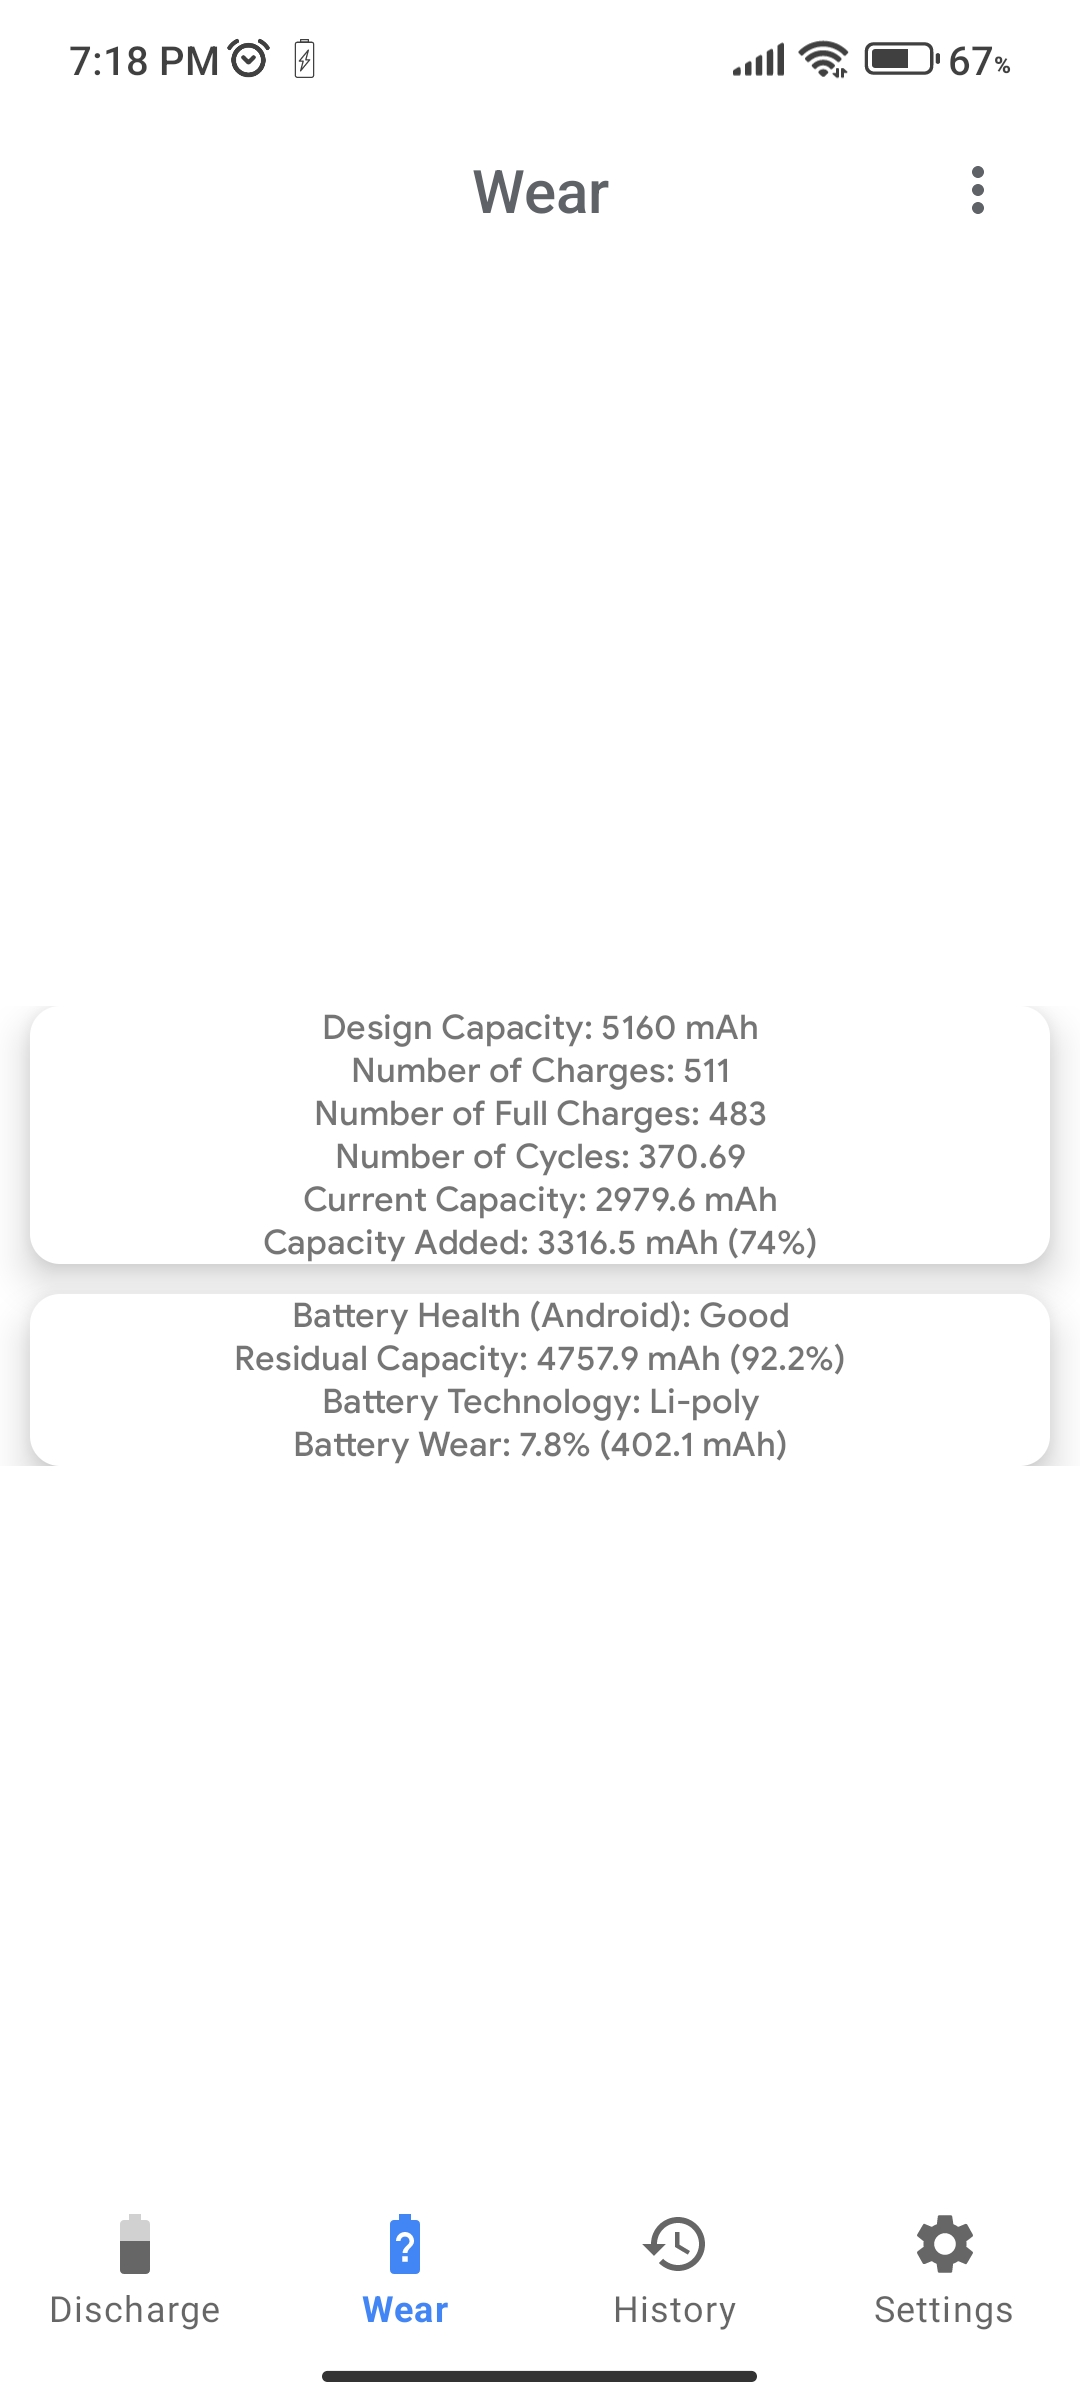 7:18 PM 67%
Wear
Design Capacity: 5160 mAh
Number of Charges: 511
Number of Full Charges: 483
Number of Cycles: 370.69
Current Capacity: 2979.6 mAh
Capacity Added: 3316.5 mAh (74%)
Battery Health (Android): Good
Residual Capacity: 4757.9 mAh (92.2%)
Battery Technology: Li-poly
Battery Wear: 7.8% (402.1 mAh)
?
Discharge Wear History Settings